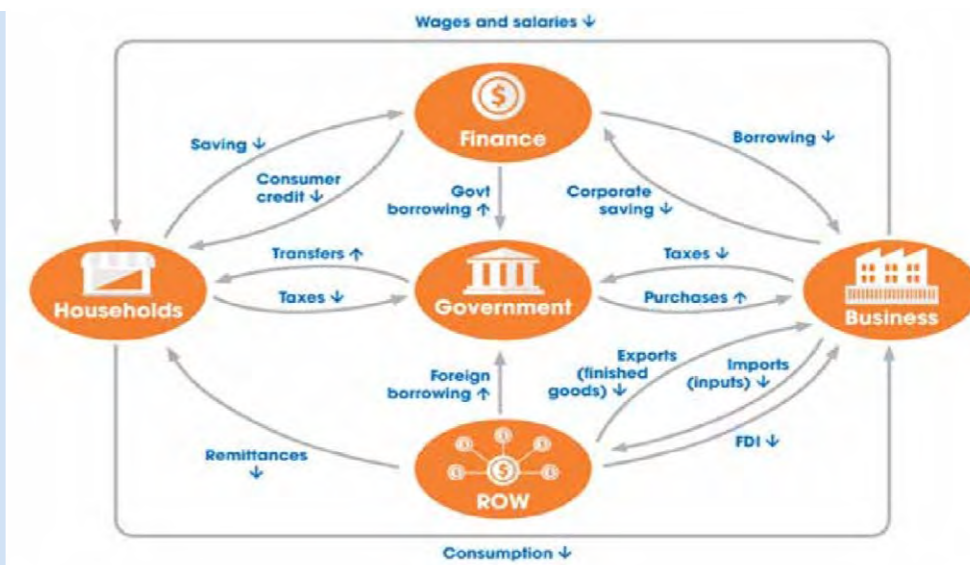 Wages and salaries ↓
Finance
Saving ↓
Borrowing ↓
Consumer
credit ↓
Govt
borrowing ↑
Corporate
saving ↓
Households
Transfers ↑
Taxes ↓
Government
Taxes ↓
Purchases ↑
Business
Foreign
borrowing ↑
Exports
(finished
goods) ↓
Imports
(inputs) ↓
Remittances
↓
FDI ↓
ROW
Consumption ↓